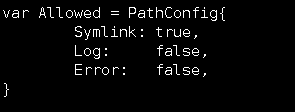 var Allowed = PathConfig{
        Symlink: true,
        Log:     false,
        Error:   false,
}